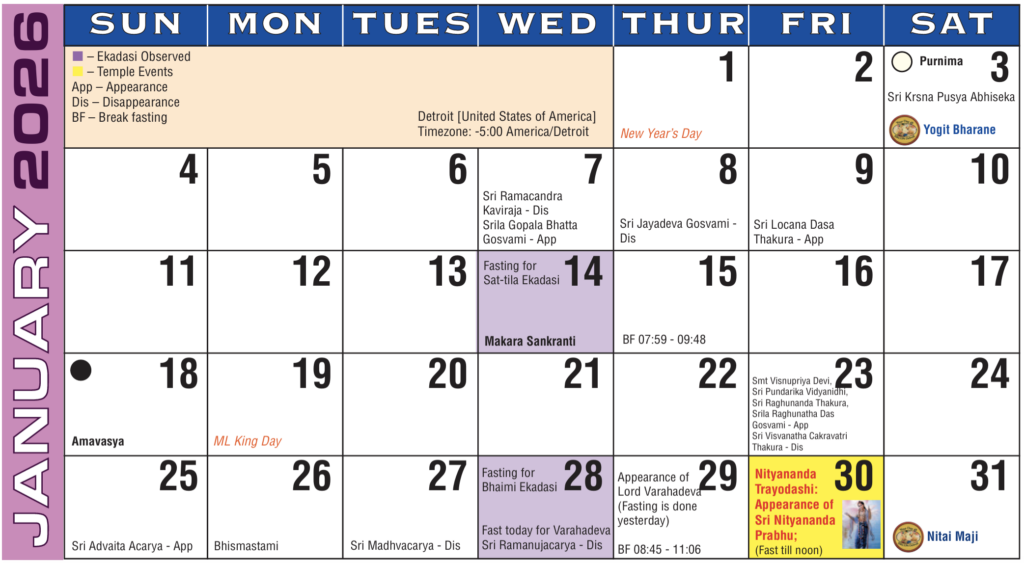 JANUARY 2026
SUN MON TUES WED THUR FRI SAT
– Ekadasi Observed
– Temple Events
App – Appearance
Dis – Disappearance
BF – Break fasting
Detroit [United States of America]
Timezone: -5:00 America/Detroit
1
New Year's Day
2
3
Purnima
Sri Krsna Pusya Abhiseka
Yogit Bharane
4
5
6
7
Sri Ramacandra
Kaviraja - Dis
Srila Gopala Bhatta
Gosvami - App
8
Sri Jayadeva Gosvami -
Dis
9
Sri Locana Dasa
Thakura - App
10
11
12
13
14
Fasting for
Sat-tila Ekadasi
Makara Sankranti
15
BF 07:59 - 09:48
16
17
18
Amavasya
19
ML King Day
20
21
22
23
Smt Visnupriya Devi,
Sri Pundarika Vidyanidhi,
Sri Raghunanda Thakura,
Srila Raghunatha Das
Gosvami - App
Sri Visvanatha Cakravatri
Thakura - Dis
24
25
Sri Advaita Acarya - App
26
Bhismastami
27
Sri Madhvacarya - Dis
28
Fasting for
Bhaimi Ekadasi
Fast today for Varahadeva
Sri Ramanujacarya - Dis
29
Appearance of
Lord Varahadeva
(Fasting is done
yesterday)
BF 08:45 - 11:06
30
Nityananda
Trayodashi:
Appearance of
Sri Nityananda
Prabhu;
(Fast till noon)
31
Nitai Maji